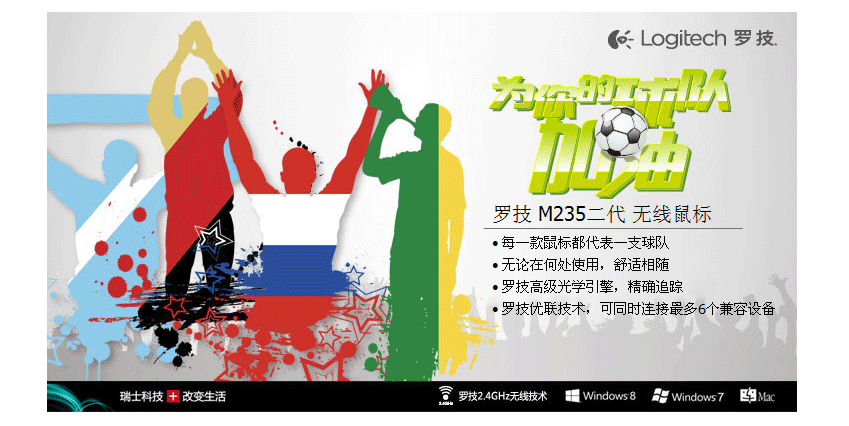 Logitech 罗技.
为你的球队
加油
罗技 M235二代 无线鼠标
• 每一款鼠标都代表一支球队
• 无论在何处使用，舒适相随
• 罗技高级光学引擎，精确追踪
• 罗技优联技术，可同时连接最多6个兼容设备
瑞士科技 + 改变生活
2.4GHz 罗技2.4GHz无线技术 Windows 8 Windows 7 Mac